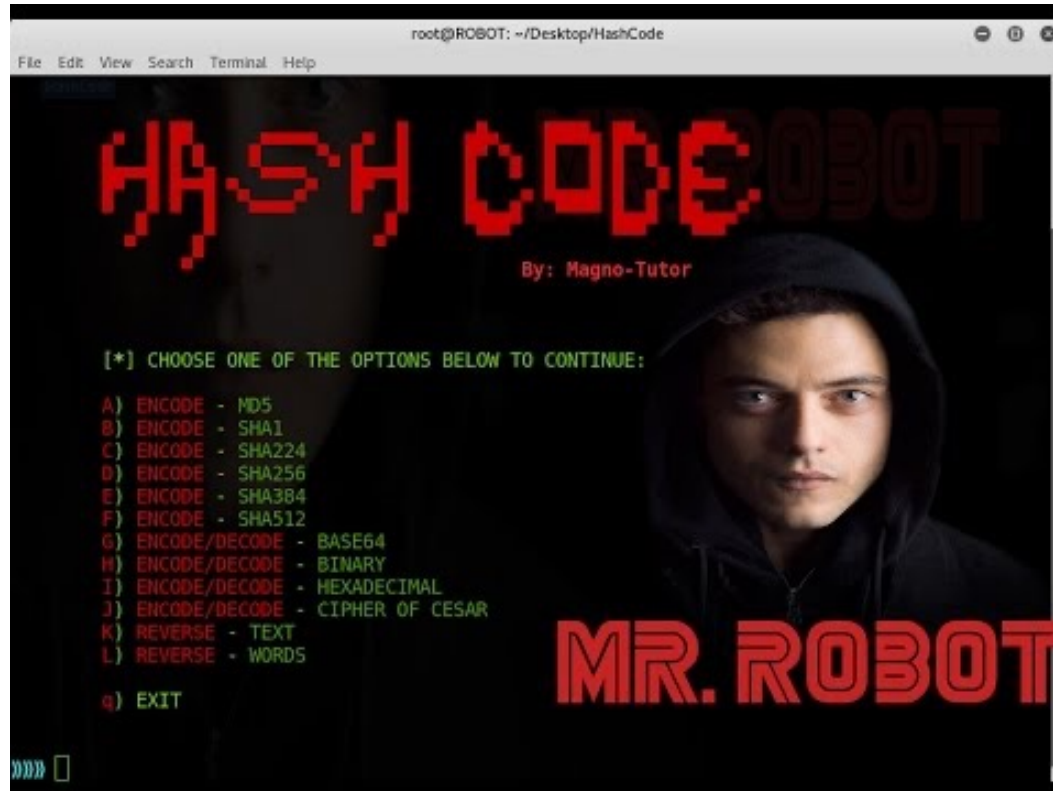 root@ROBOT: ~/Desktop/HashCode
File Edit View Search Terminal Help
HASH CODE
ROBOT
By: Magno-Tutor
[*] CHOOSE ONE OF THE OPTIONS BELOW TO CONTINUE:
A) ENCODE - MD5
B) ENCODE - SHA1
C) ENCODE - SHA224
D) ENCODE - SHA256
E) ENCODE - SHA384
F) ENCODE - SHA512
G) ENCODE/DECODE - BASE64
H) ENCODE/DECODE - BINARY
I) ENCODE/DECODE - HEXADECIMAL
J) ENCODE/DECODE - CIPHER OF CESAR
K) REVERSE - TEXT
L) REVERSE - WORDS
q) EXIT
MR. ROBOT
»»»